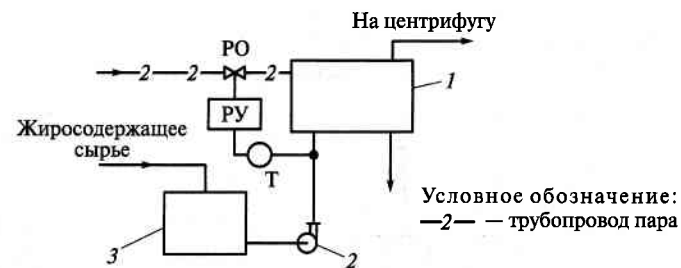 На центрифугу
РО
2 2 2
1
РУ
Жиросодержащее
сырье
Т
Условное обозначение:
—2— — трубопровод пара
3
2